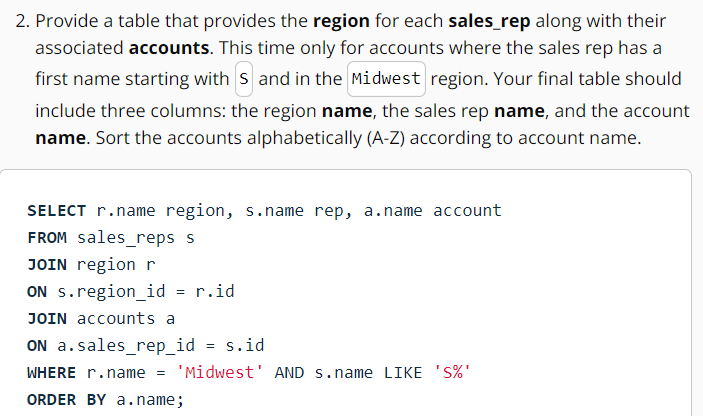 2. Provide a table that provides the region for each sales_rep along with their
associated accounts. This time only for accounts where the sales rep has a
first name starting with S and in the Midwest region. Your final table should
include three columns: the region name, the sales rep name, and the account
name. Sort the accounts alphabetically (A-Z) according to account name.
SELECT r.name region, s.name rep, a.name account
FROM sales_reps s
JOIN region r
ON s.region_id = r.id
JOIN accounts a
ON a.sales_rep_id = s.id
WHERE r.name = 'Midwest' AND s.name LIKE 'S%'
ORDER BY a.name;